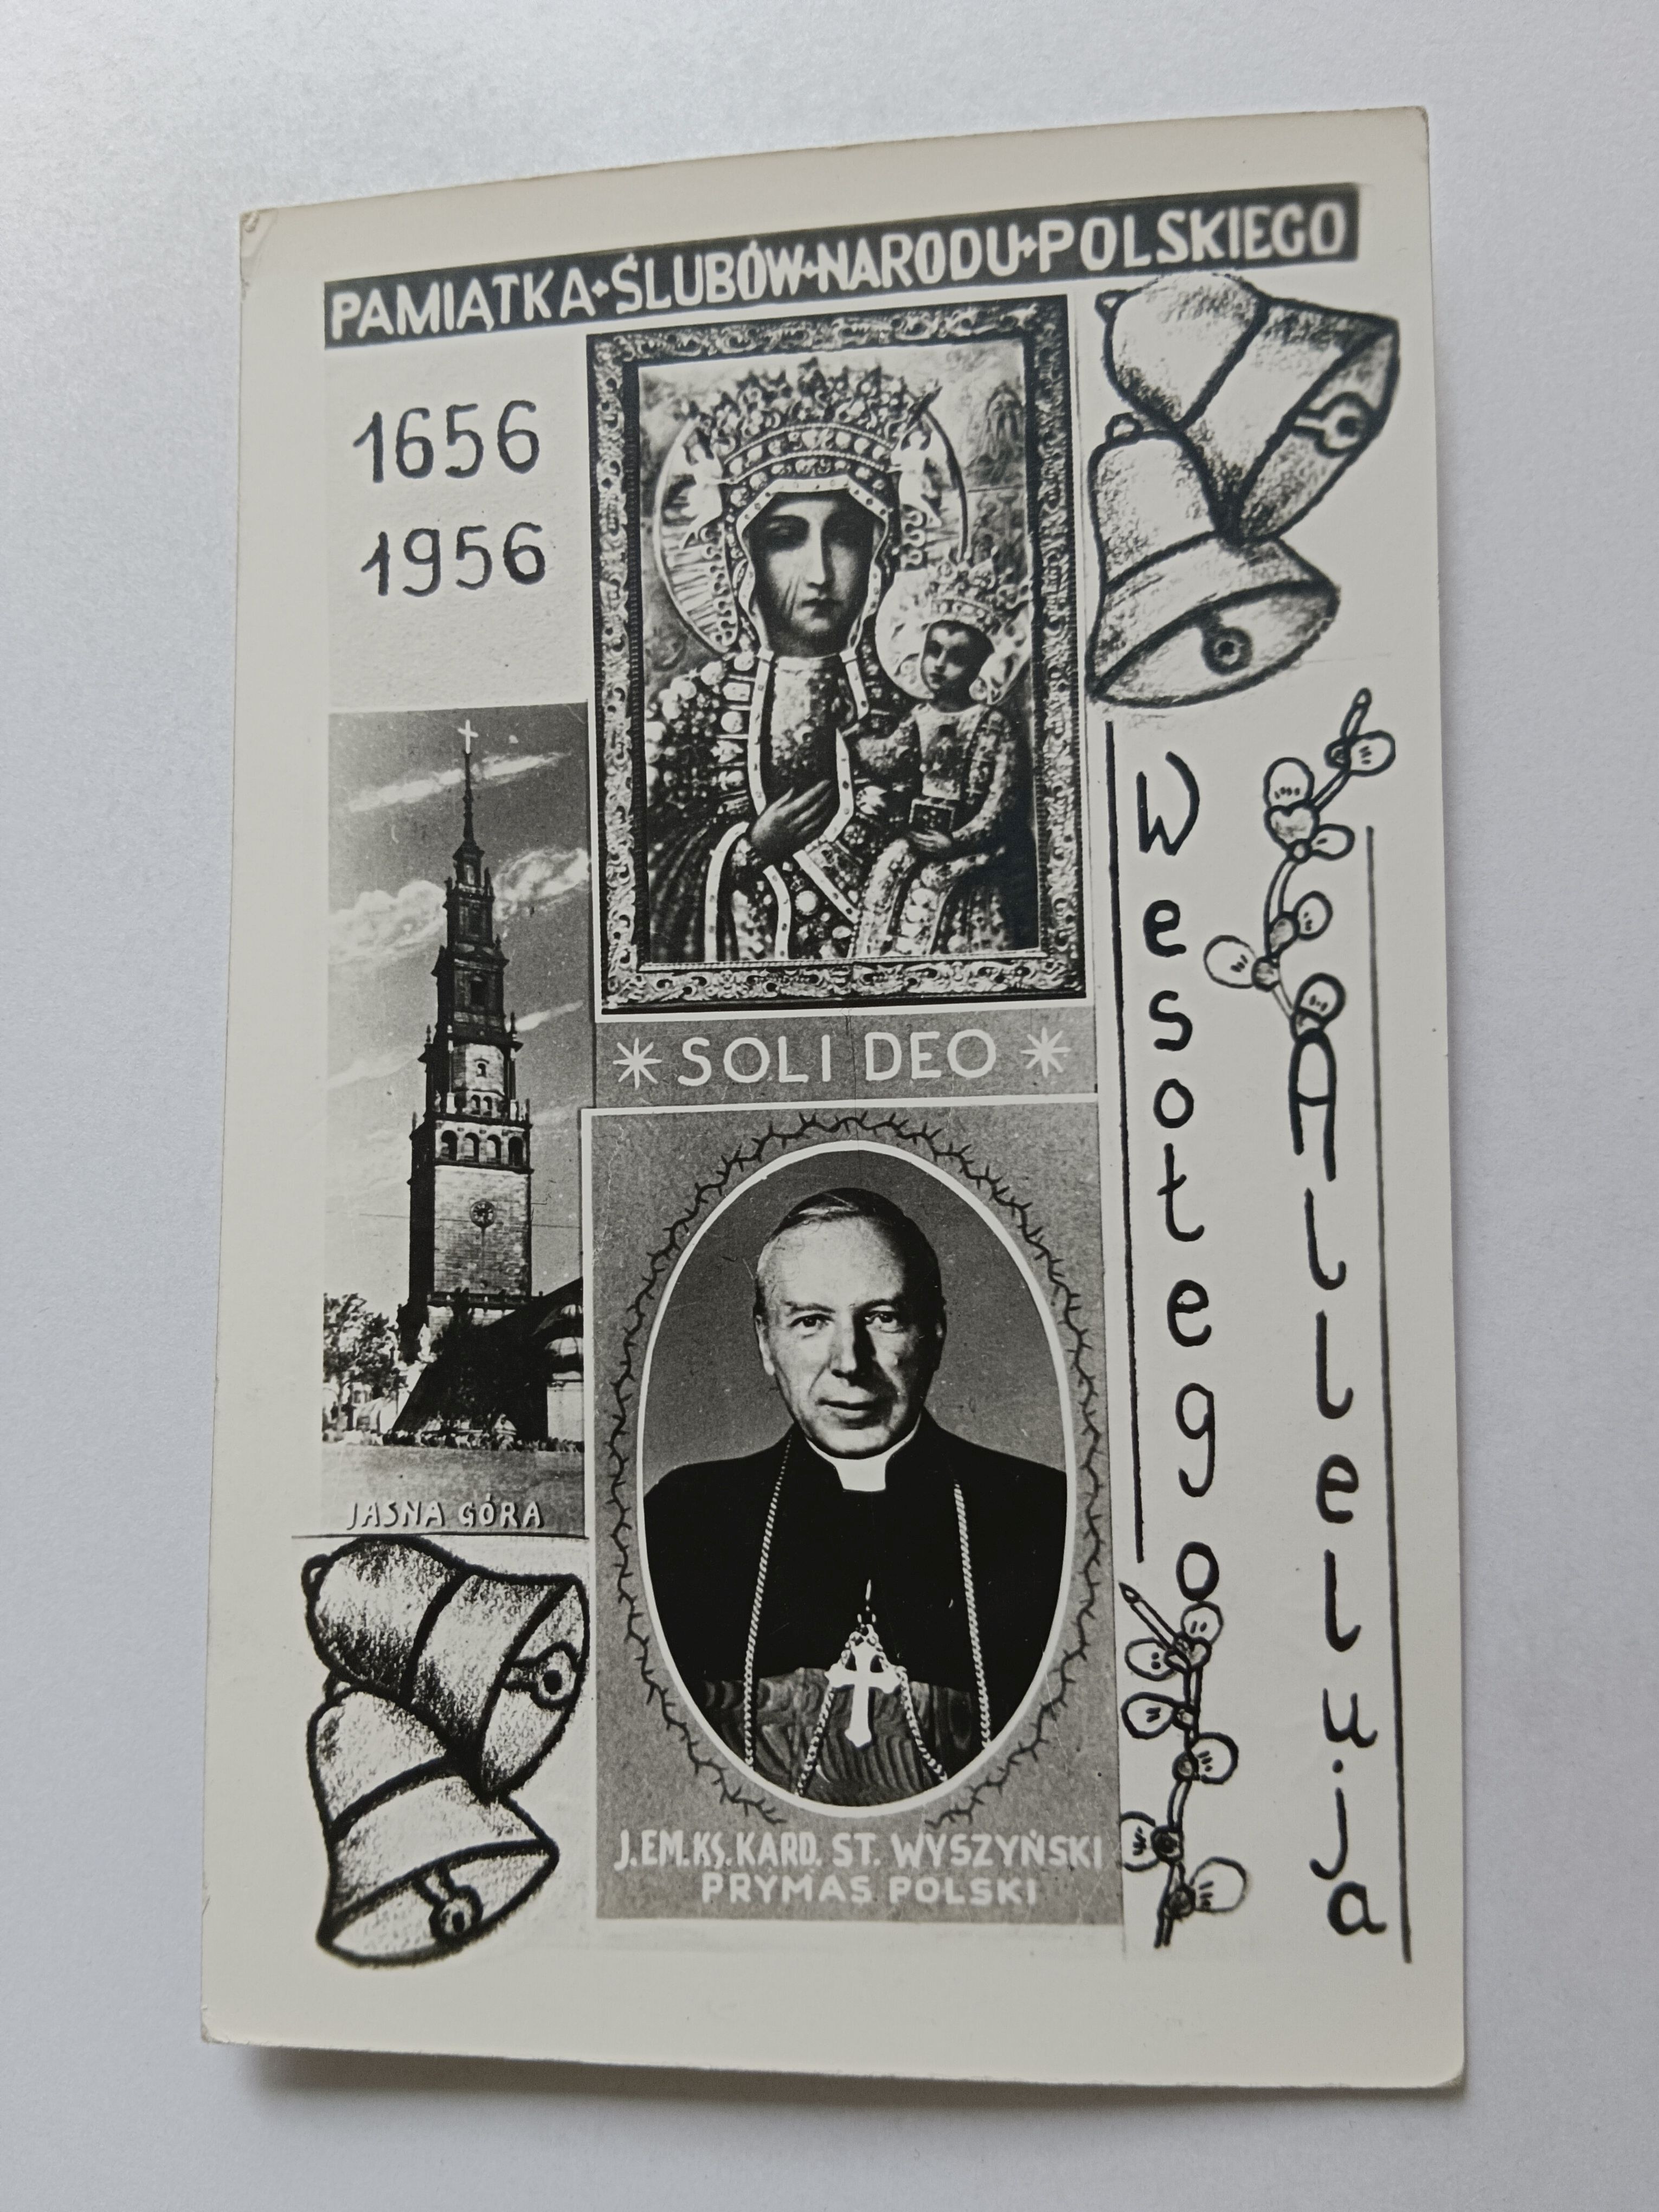 PAMIĄTKA·ŚLUBÓW·NARODU·POLSKIEGO
1656
1956
JASNA GÓRA
* SOLI DEO *
J.EM.KS.KARD. ST. WYSZYŃSKI
PRYMAS POLSKI
Wesołego
Alleluja